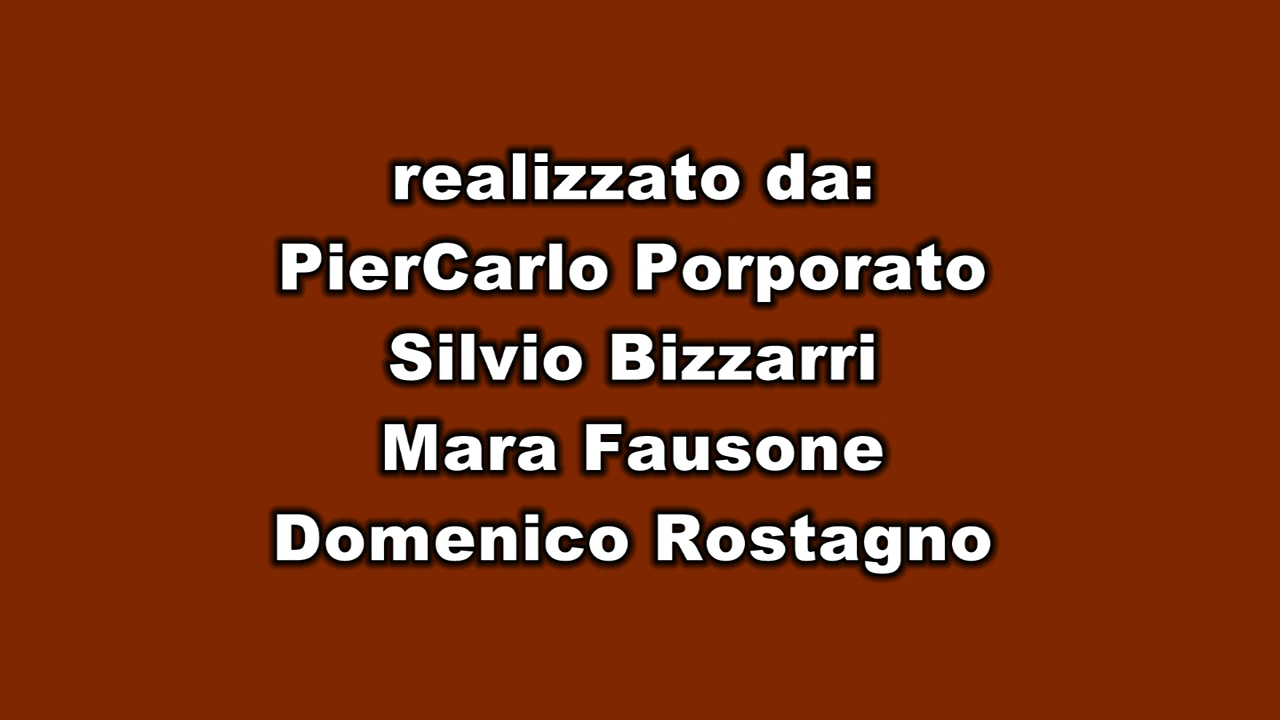 realizzato da:
PierCarlo Porporato
Silvio Bizzarri
Mara Fausone
Domenico Rostagno